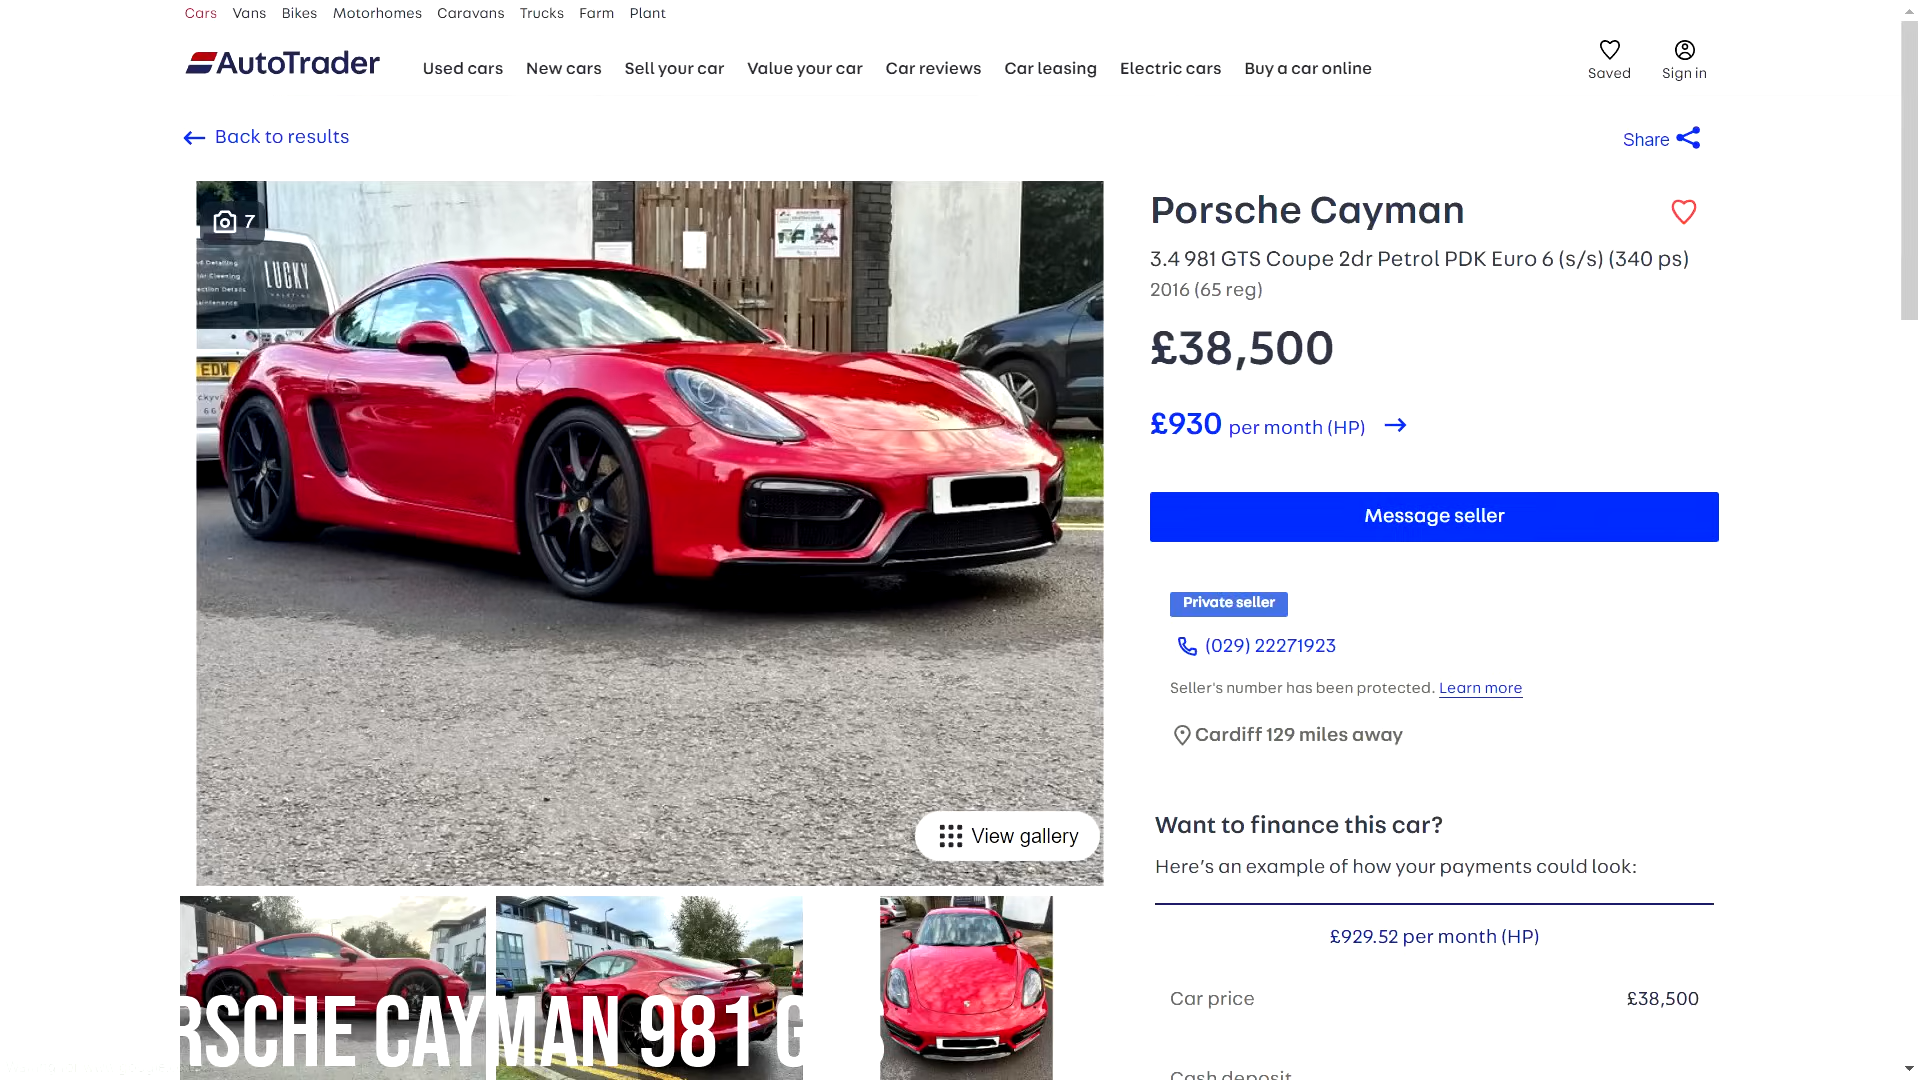 Cars Vans Bikes Motorhomes Caravans Trucks Farm Plant
AutoTrader
Used cars New cars Sell your car Value your car Car reviews Car leasing Electric cars Buy a car online
Saved
Sign in
Back to results
Share
7
LUCKY
EDW
View gallery
Porsche Cayman
3.4 981 GTS Coupe 2dr Petrol PDK Euro 6 (s/s) (340 ps)
2016 (65 reg)
£38,500
£930 per month (HP)
Message seller
Private seller
(029) 22271923
Seller's number has been protected. Learn more
Cardiff 129 miles away
Want to finance this car?
Here's an example of how your payments could look:
£929.52 per month (HP)
Car price £38,500
Cash deposit
RSCHE CAYMAN 981 G